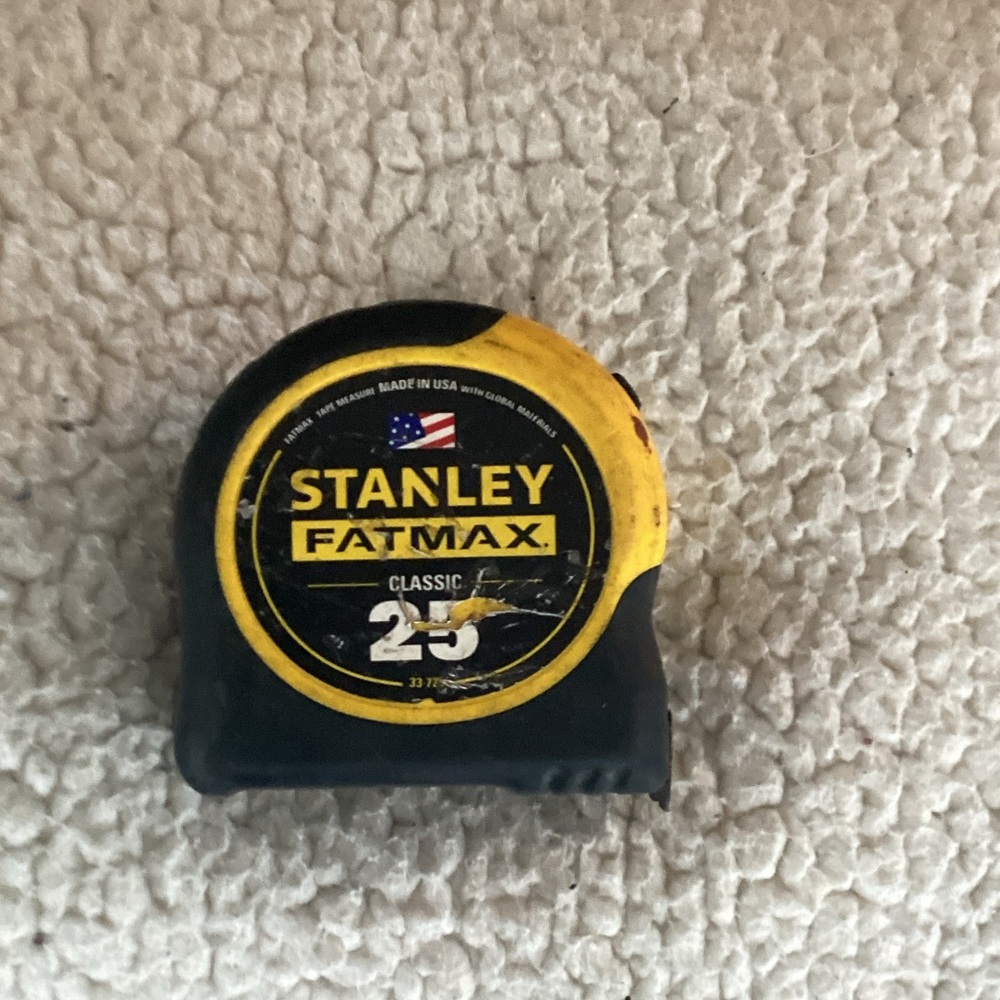 FATMAX TAPE MEASURE MADE IN USA WITH GLOBAL MATERIALS
STANLEY
FATMAX.
CLASSIC
25